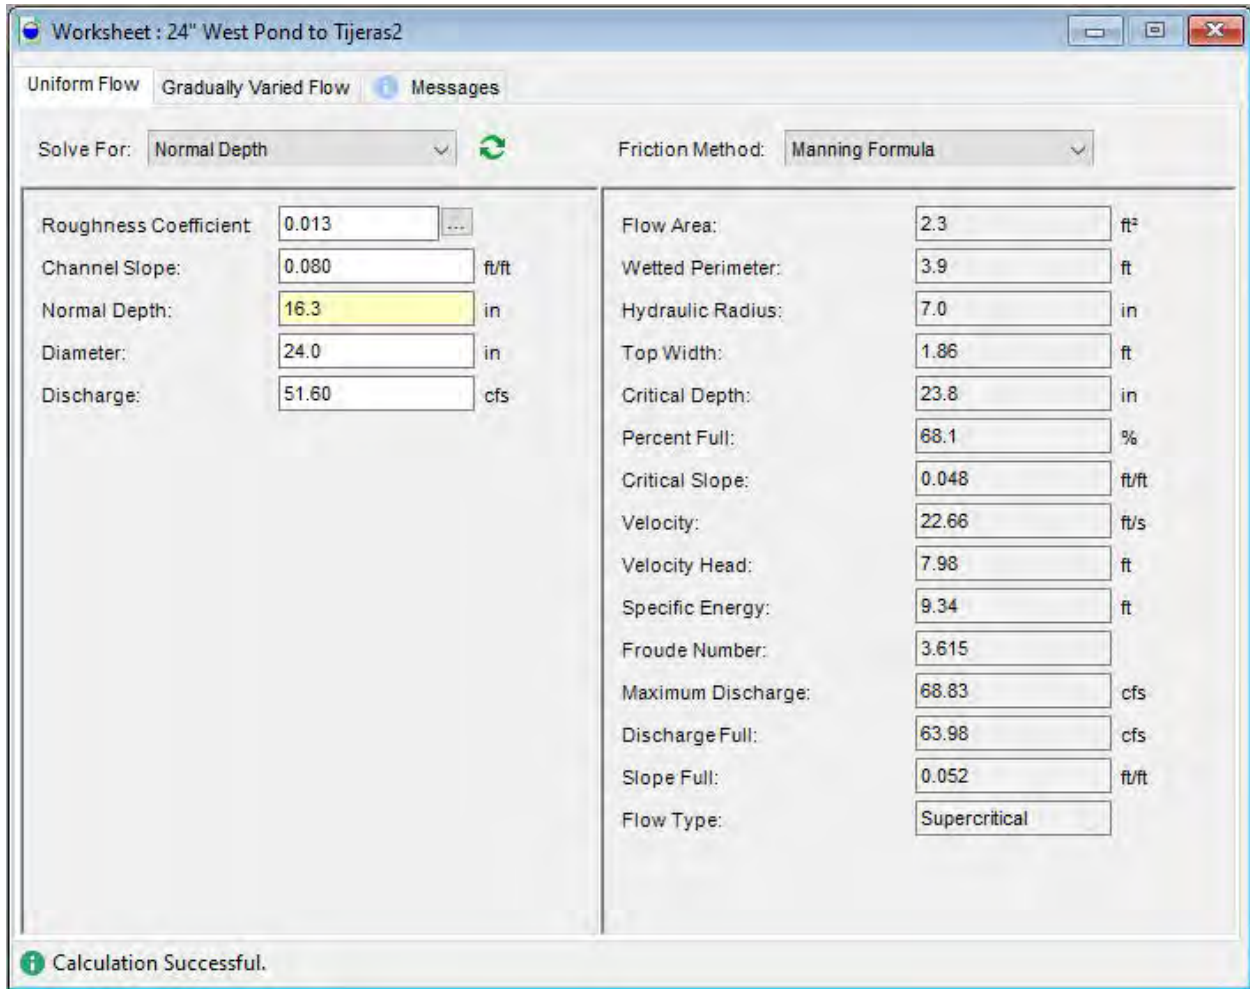 Worksheet : 24" West Pond to Tijeras2
Uniform Flow Gradually Varied Flow Messages
Solve For: Normal Depth Friction Method: Manning Formula
Roughness Coefficient 0.013 ...
Channel Slope: 0.080 ft/ft
Normal Depth: 16.3 in
Diameter: 24.0 in
Discharge: 51.60 cfs
Flow Area: 2.3 ft²
Wetted Perimeter: 3.9 ft
Hydraulic Radius: 7.0 in
Top Width: 1.86 ft
Critical Depth: 23.8 in
Percent Full: 68.1 %
Critical Slope: 0.048 ft/ft
Velocity: 22.66 ft/s
Velocity Head: 7.98 ft
Specific Energy: 9.34 ft
Froude Number: 3.615
Maximum Discharge: 68.83 cfs
Discharge Full: 63.98 cfs
Slope Full: 0.052 ft/ft
Flow Type: Supercritical
Calculation Successful.